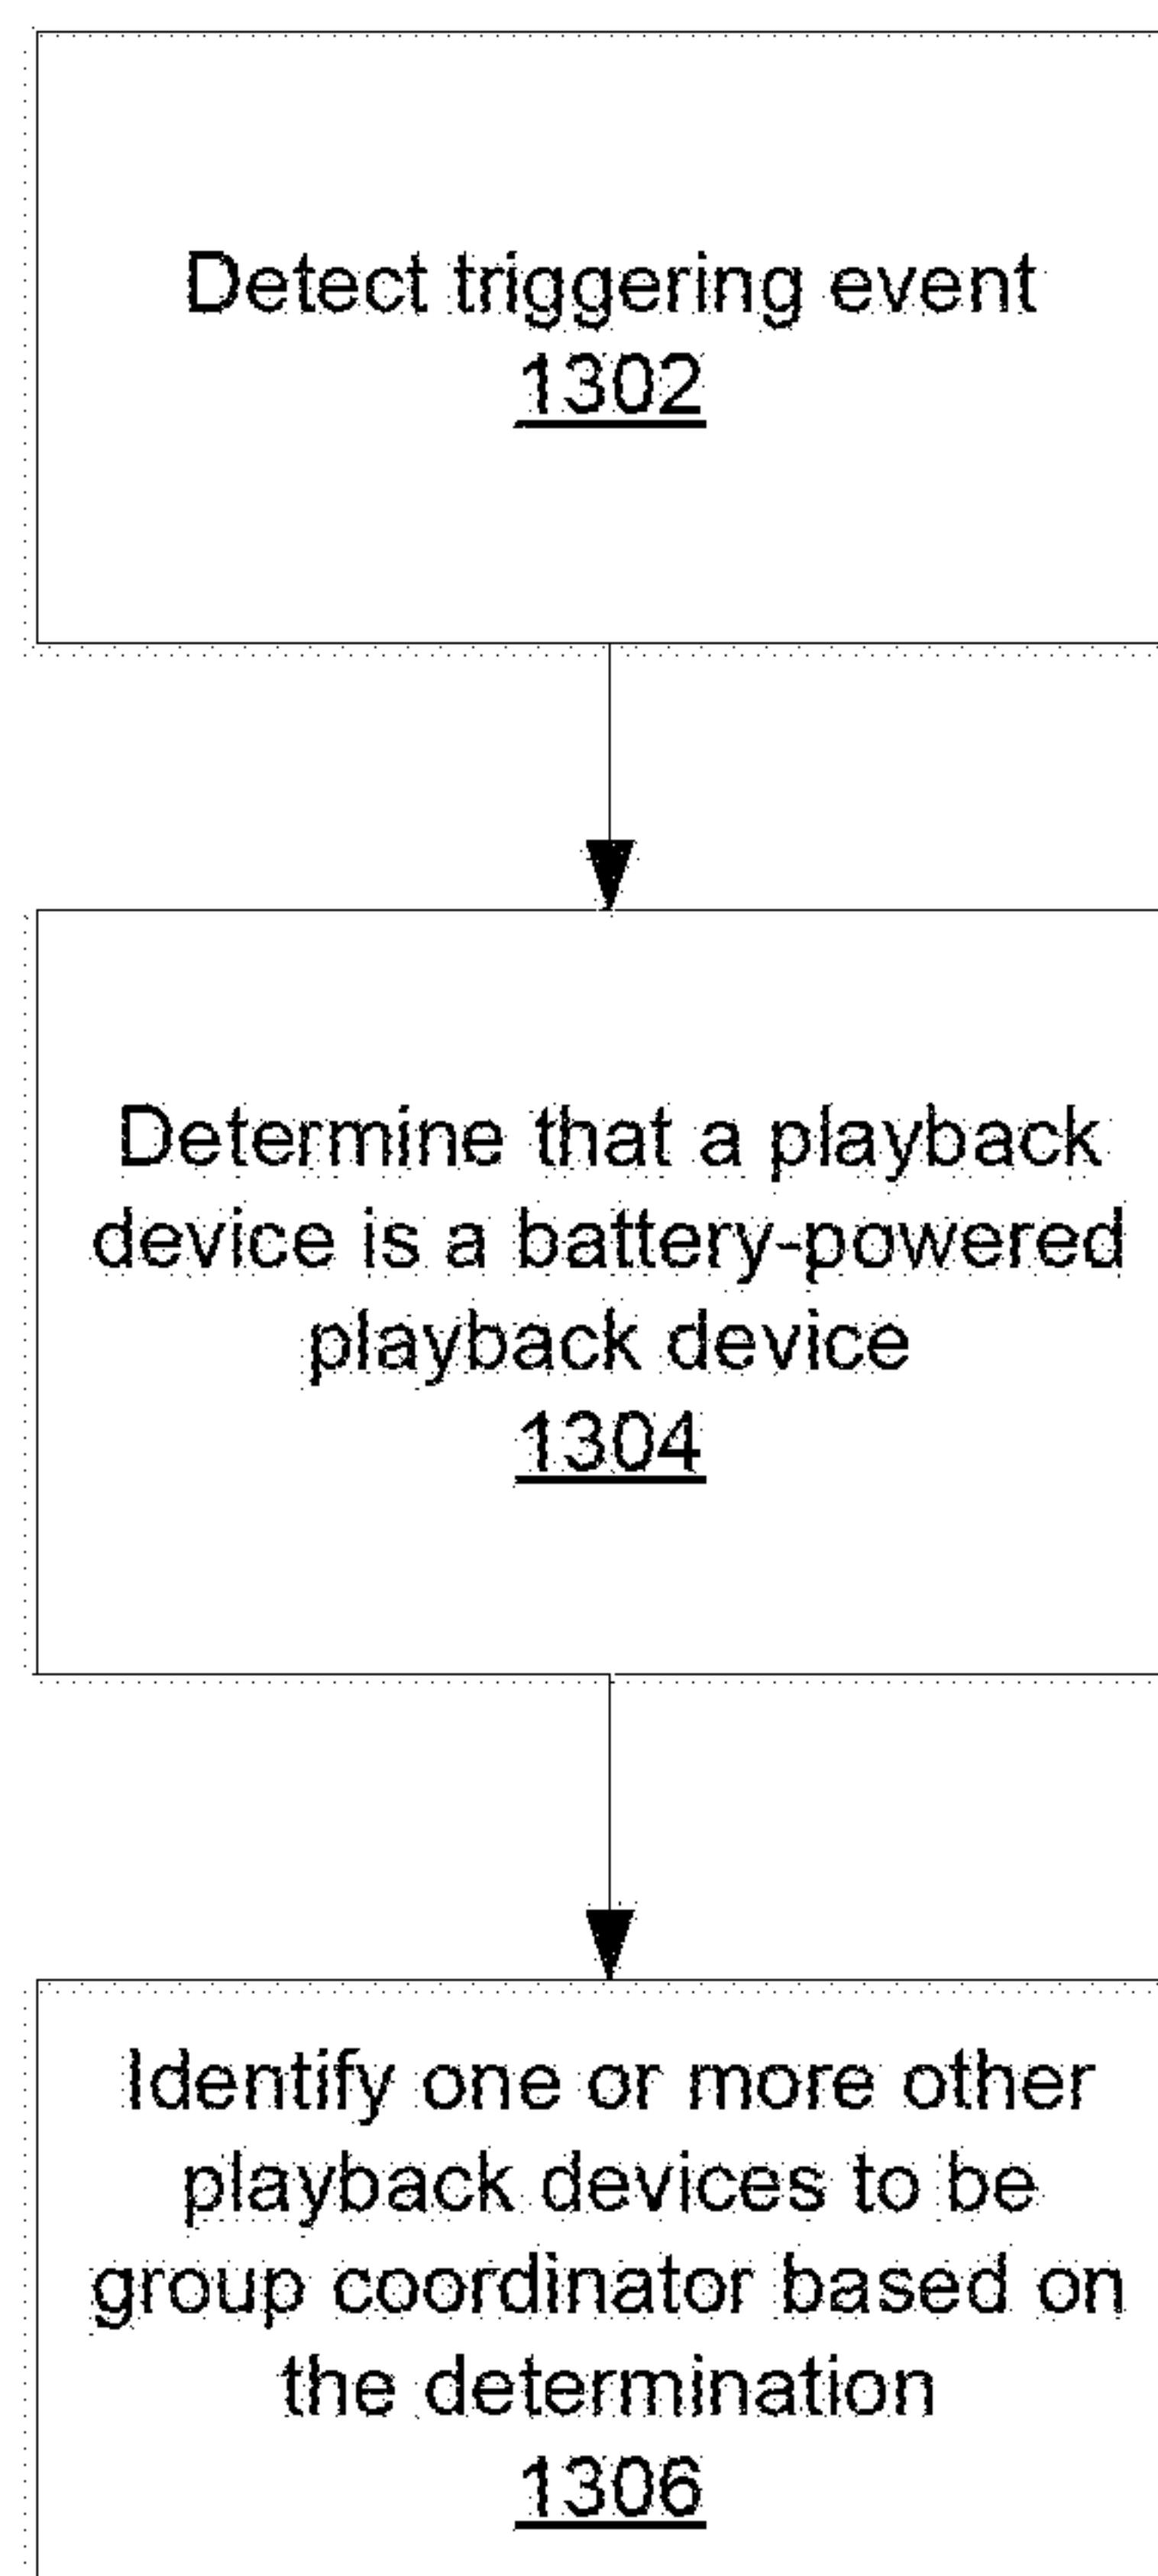 Detect triggering event
1302
Determine that a playback
device is a battery-powered
playback device
1304
Identify one or more other
playback devices to be
group coordinator based on
the determination
1306